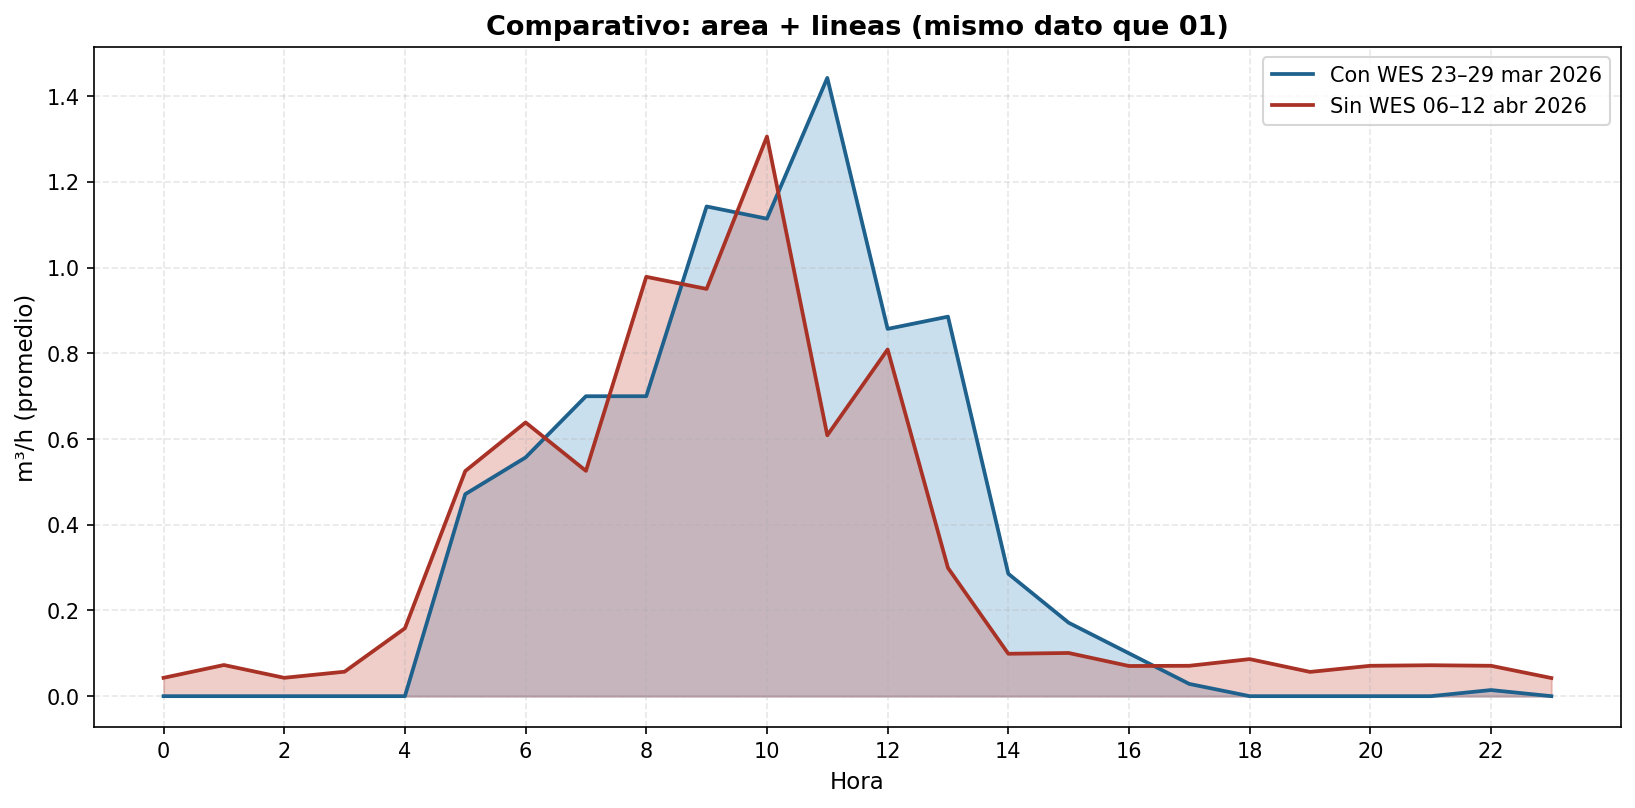 Comparativo: area + lineas (mismo dato que 01)
Con WES 23–29 mar 2026
Sin WES 06–12 abr 2026
m³/h (promedio)
1.4
1.2
1.0
0.8
0.6
0.4
0.2
0.0
0 2 4 6 8 10 12 14 16 18 20 22
Hora